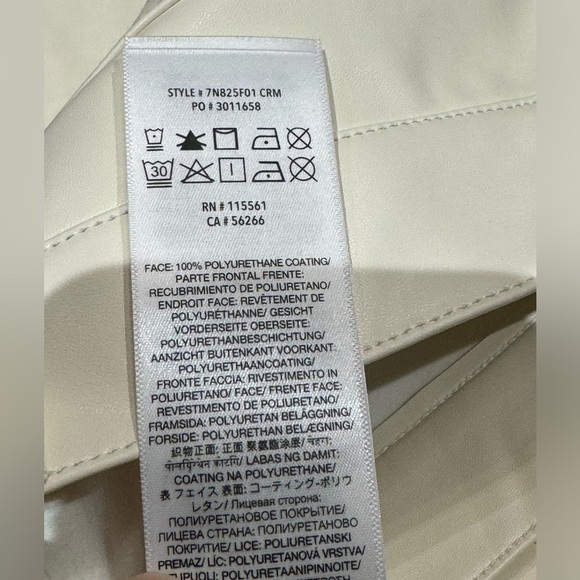 STYLE # 7N825F01 CRM
PO # 3011658
30
RN # 115561
CA # 56266
FACE: 100% POLYURETHANE COATING/
PARTE FRONTAL FRENTE:
RECUBRIMENTO DE POLIURETANO/
ENDROIT FACE: REVÊTEMENT DE
POLYURÉTHANNE/ GESICHT
VORDERSEITE OBERSEITE:
POLYURETHANBESCHICHTUNG/
AANZICHT BUITENKANT VOORKANT:
POLYURETHAANCOATING/
FRONTE FACCIA: RIVESTIMENTO IN
POLIURETANO/ FACE/ FRENTE FACE:
REVESTIMENTO DE POLIURETANO/
FRAMSIDA: POLYURETAN BELÄGGNING/
FORSIDE: POLYURETAN BELÆGNING/
织物正面 正面 聚氨酯涂层/ चेहरा:
LABAS NG DAMIT:
COATING NA POLYURETHANE/
表 フェイス 表面: コーティング-ポリウ
レタン/ Лицевая сторона:
ПОЛИУРЕТАНОВОЕ ПОКРЫТИЕ/
ЛИЦЕВА СТРАНА/ ПОЛИУРЕТАНОВО
ПОКРИТИЕ/ LICE: POLIURETANSKI
PREMAZ/ LÍC: POLYURETANOVÁ VRSTVA/
POLYURETAANIPINNOITE/